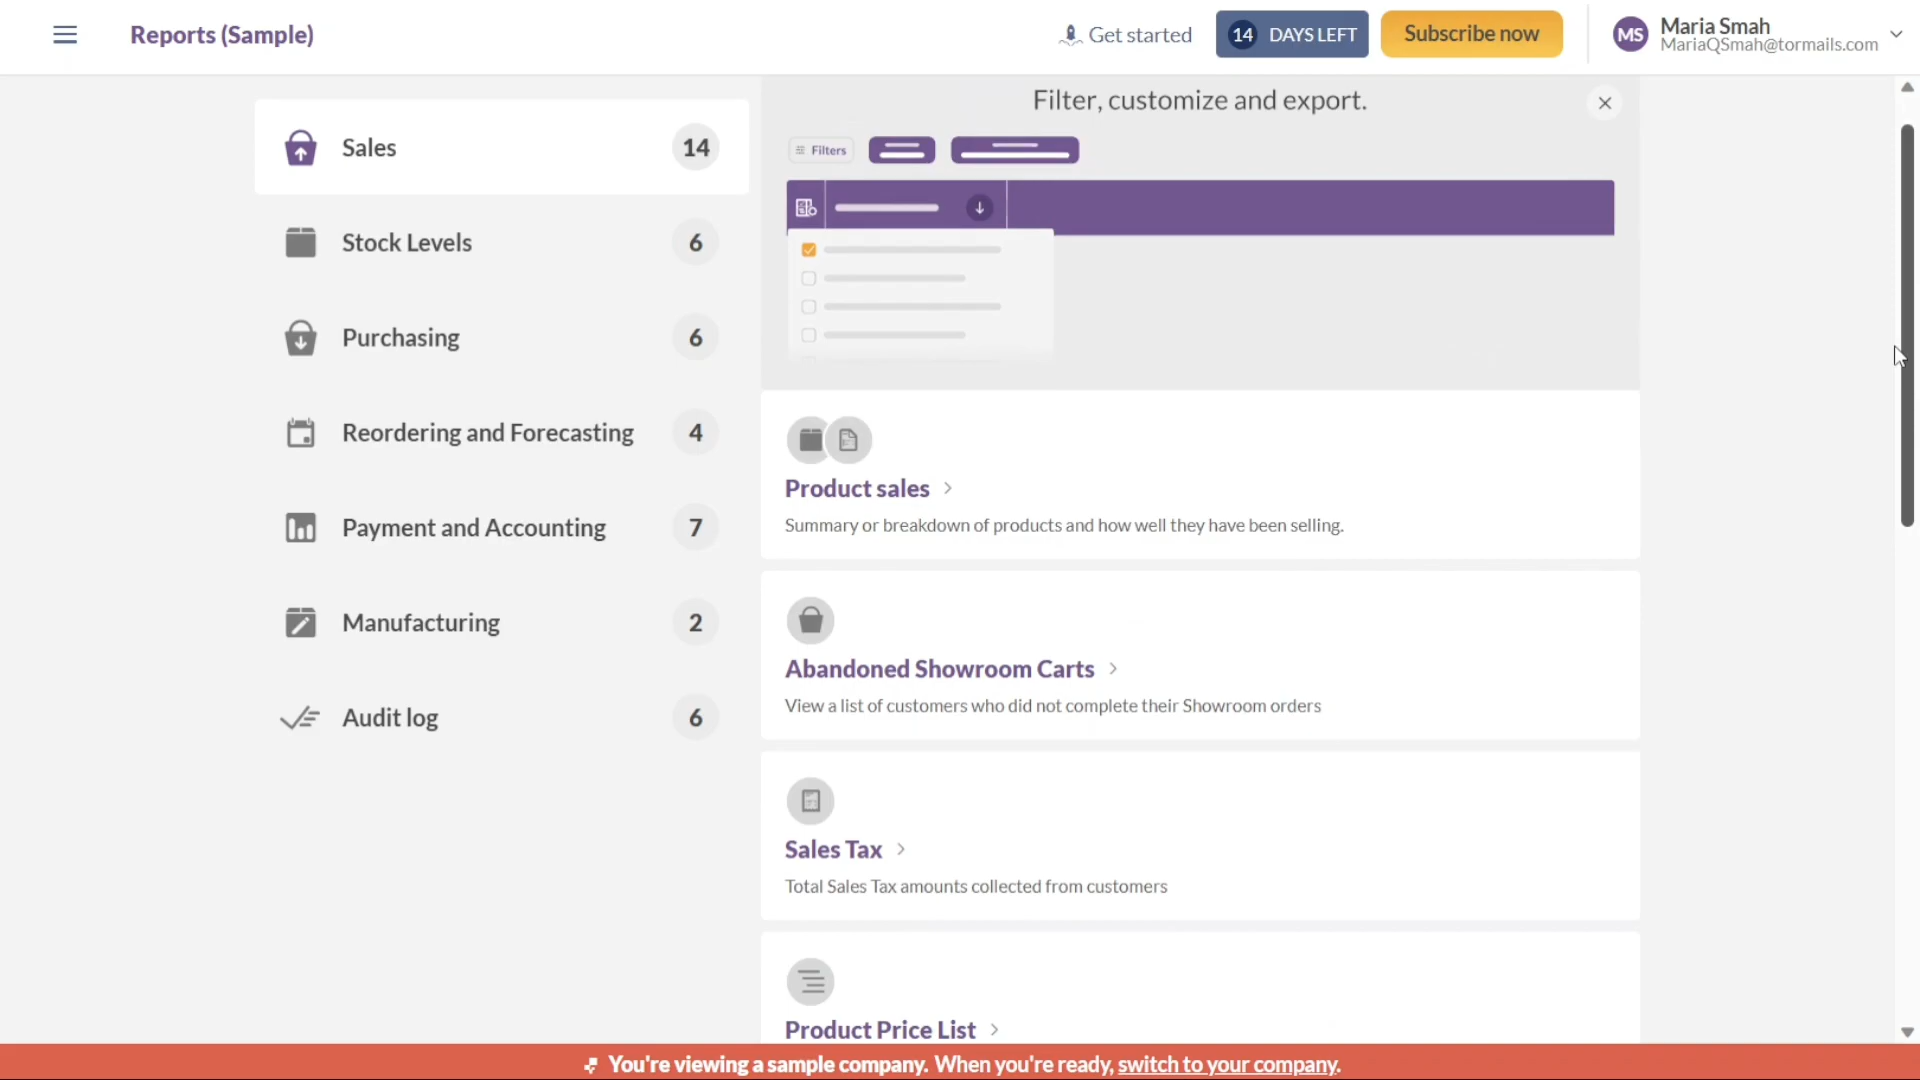 Reports (Sample)
Get started
14 DAYS LEFT
Subscribe now
MS
Maria Smah
MariaQSmah@tormails.com
Sales 14
Stock Levels 6
Purchasing 6
Reordering and Forecasting 4
Payment and Accounting 7
Manufacturing 2
Audit log 6
Filter, customize and export.
Filters
Product sales
Summary or breakdown of products and how well they have been selling.
Abandoned Showroom Carts
View a list of customers who did not complete their Showroom orders
Sales Tax
Total Sales Tax amounts collected from customers
Product Price List
You're viewing a sample company. When you're ready, switch to your company.